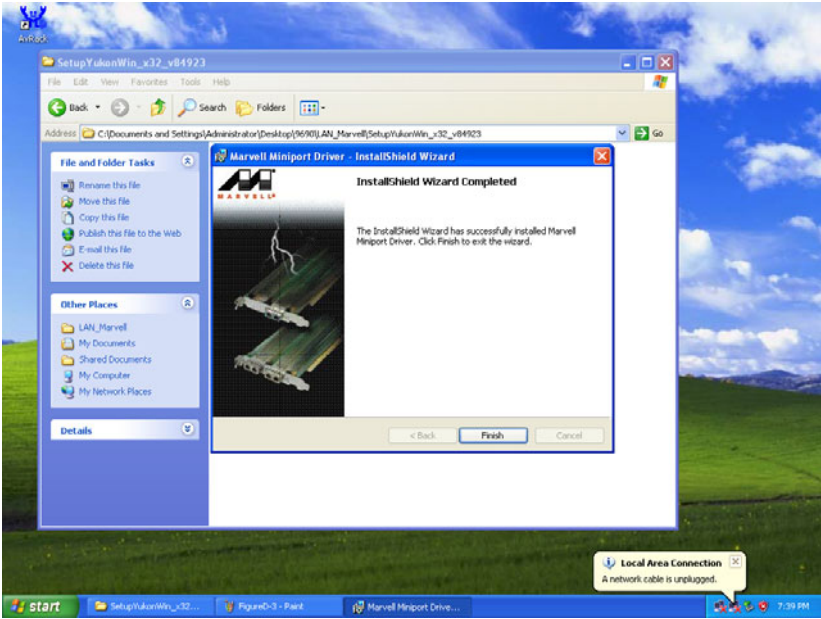 AvRack
SetupYukonWin_x32_v84923
File Edit View Favorites Tools Help
Back Search Folders
Address C:\Documents and Settings\Administrator\Desktop\9690\LAN_Marvell\SetupYukonWin_x32_v84923 Go
File and Folder Tasks
Rename this file
Move this file
Copy this file
Publish this file to the Web
E-mail this file
Delete this file
Other Places
LAN_Marvell
My Documents
Shared Documents
My Computer
My Network Places
Details
Marvell Miniport Driver - InstallShield Wizard
MARVELL
InstallShield Wizard Completed
The InstallShield Wizard has successfully installed Marvell
Miniport Driver. Click Finish to exit the wizard.
< Back Finish Cancel
Local Area Connection
A network cable is unplugged.
start SetupYukonWin_x32... FigureD-3 - Paint Marvell Miniport Drive... 7:39 PM